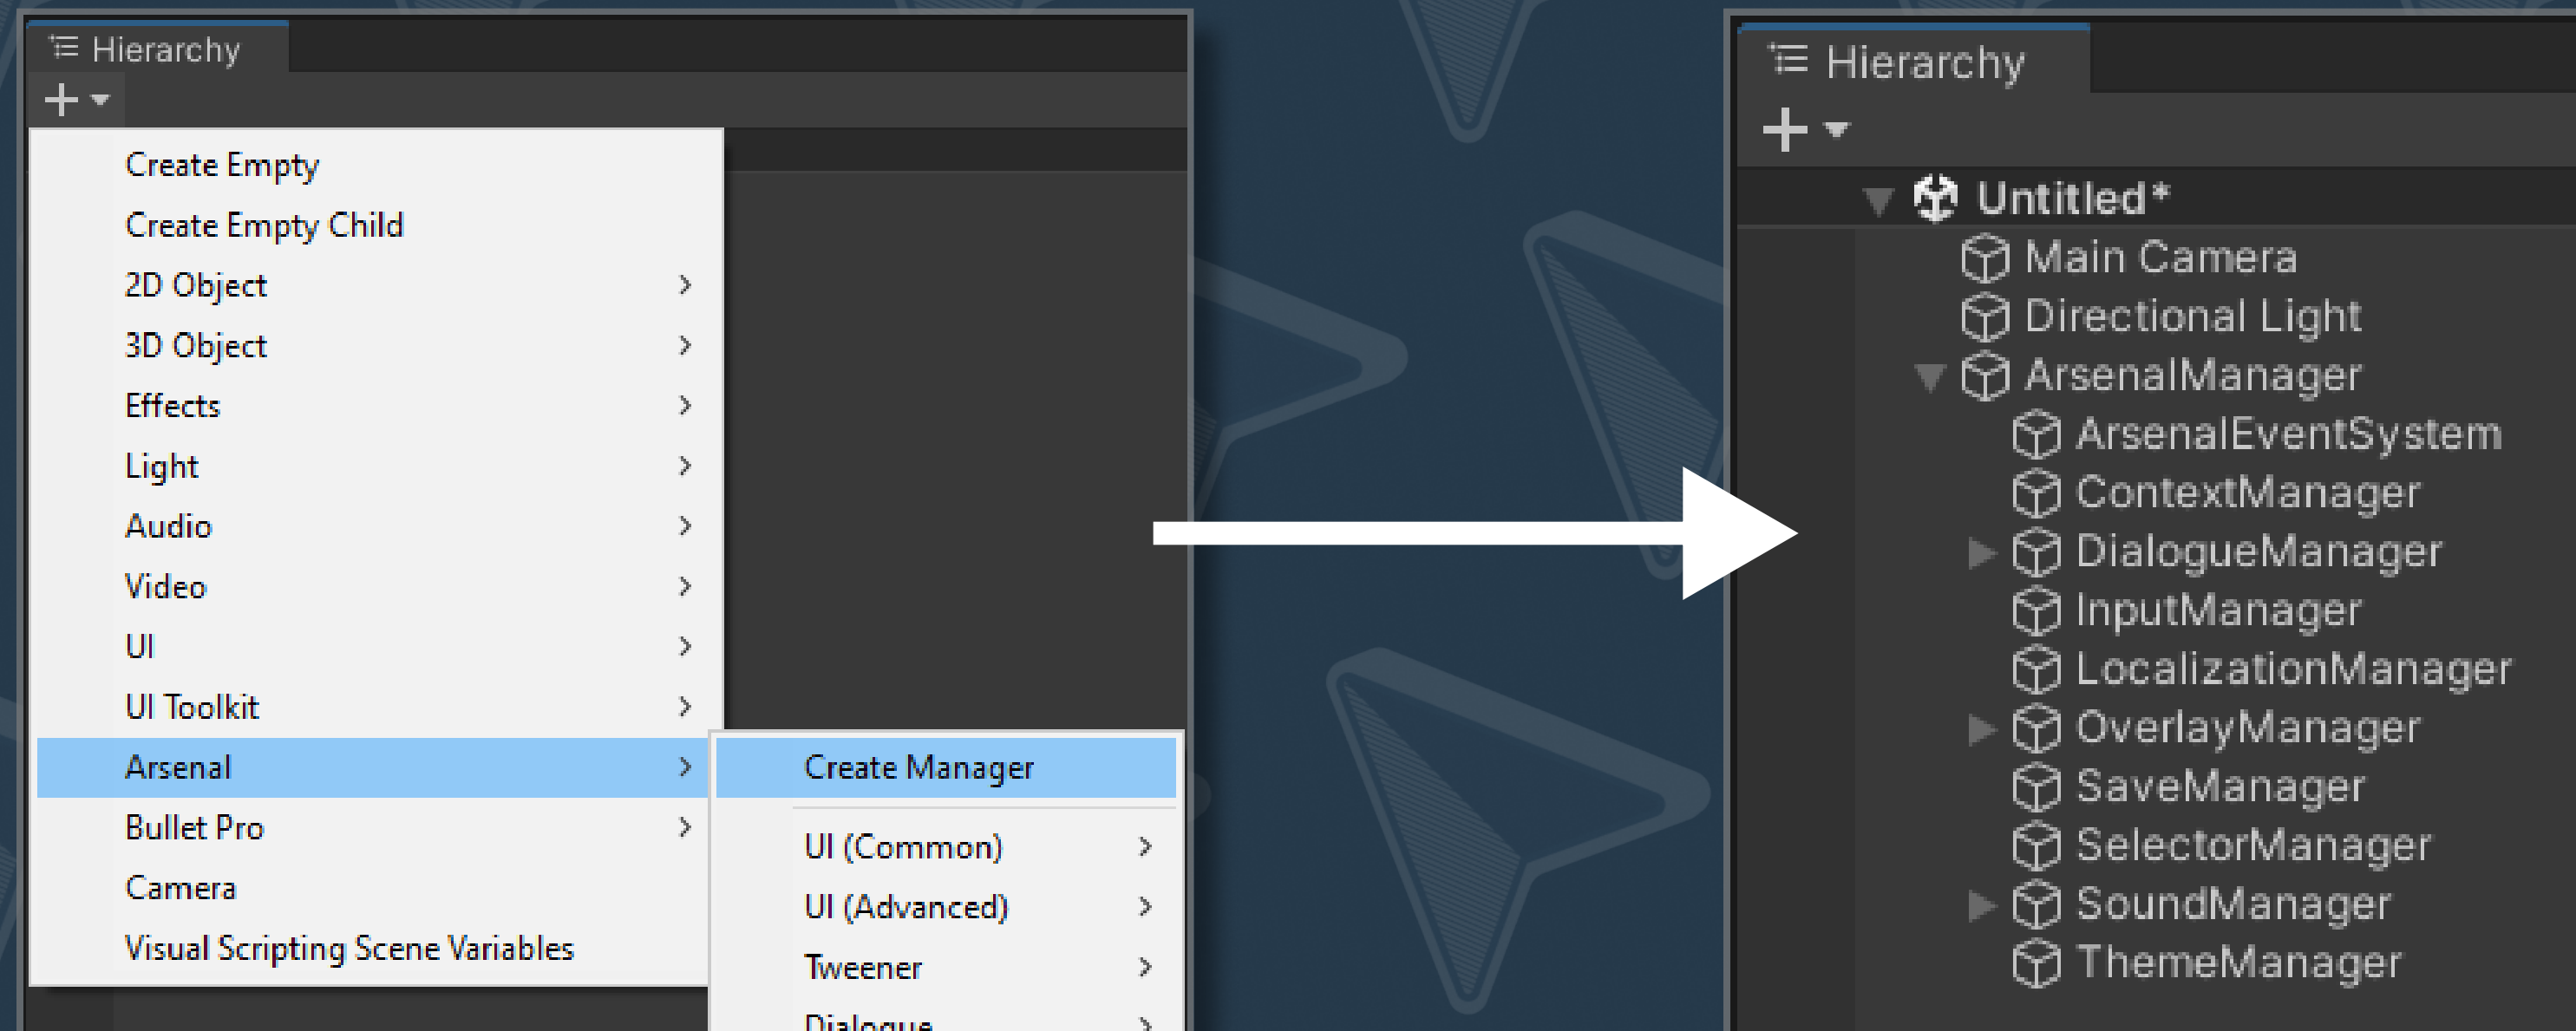 Hierarchy
Create Empty
Create Empty Child
2D Object
3D Object
Effects
Light
Audio
Video
UI
UI Toolkit
Arsenal
Bullet Pro
Camera
Visual Scripting Scene Variables
Create Manager
UI (Common)
UI (Advanced)
Tweener
Dialogue
Hierarchy
Untitled*
Main Camera
Directional Light
ArsenalManager
ArsenalEventSystem
ContextManager
DialogueManager
InputManager
LocalizationManager
OverlayManager
SaveManager
SelectorManager
SoundManager
ThemeManager